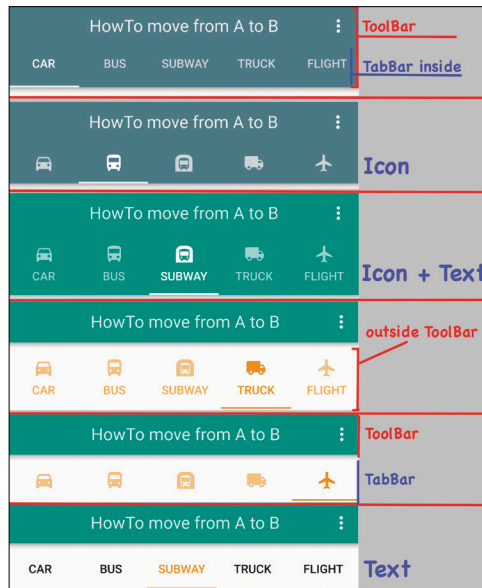 HowTo move from A to B
ToolBar
CAR BUS SUBWAY TRUCK FLIGHT
TabBar inside
HowTo move from A to B
Icon
HowTo move from A to B
CAR BUS SUBWAY TRUCK FLIGHT
Icon + Text
HowTo move from A to B
outside ToolBar
CAR BUS SUBWAY TRUCK FLIGHT
HowTo move from A to B
ToolBar
TabBar
HowTo move from A to B
CAR BUS SUBWAY TRUCK FLIGHT
Text